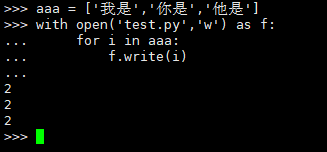 >>> aaa = ['我是','你是','他是']
>>> with open('test.py','w') as f:
...     for i in aaa:
...         f.write(i)
...
2
2
2
>>>